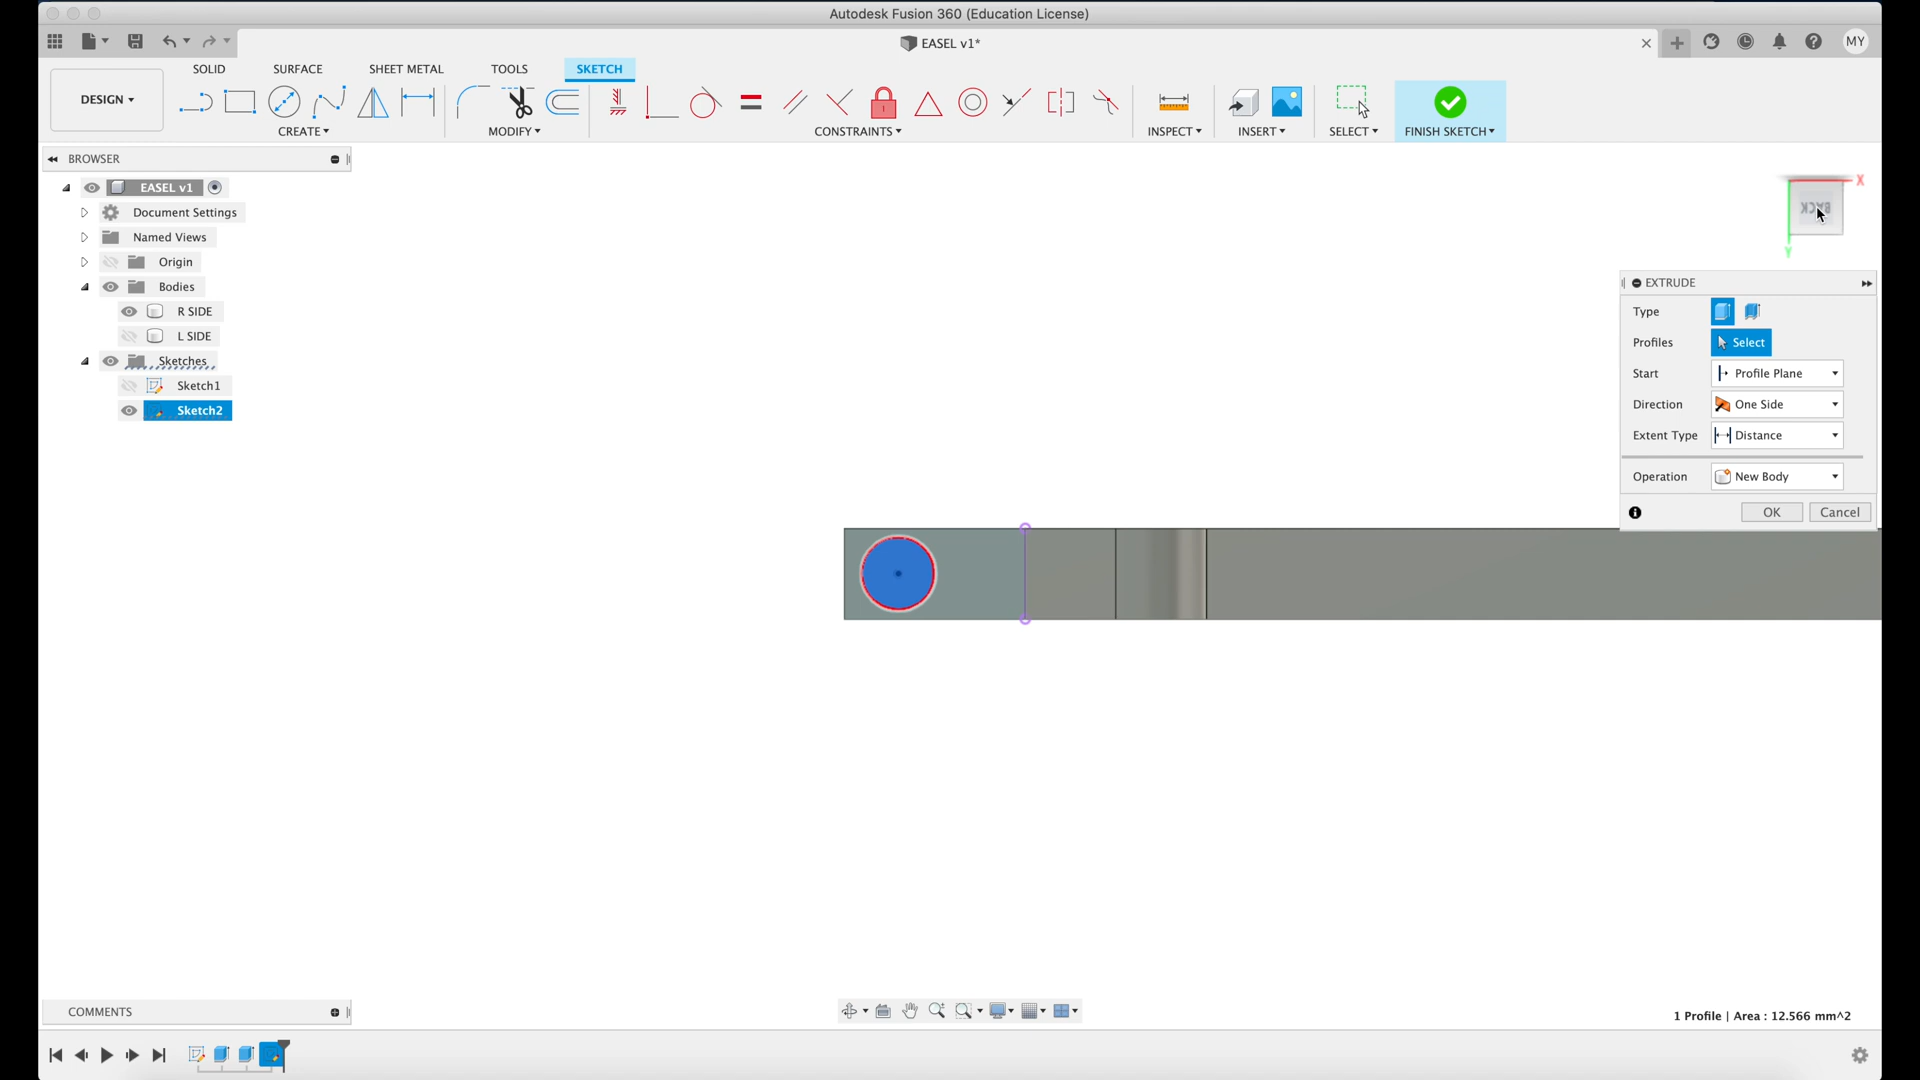 Autodesk Fusion 360 (Education License)
EASEL v1*
MY
SOLID SURFACE SHEET METAL TOOLS SKETCH
DESIGN
CREATE MODIFY CONSTRAINTS INSPECT INSERT SELECT FINISH SKETCH
BROWSER
EASEL v1
Document Settings
Named Views
Origin
Bodies
R SIDE
L SIDE
Sketches
Sketch1
Sketch2
X
BACK
Y
EXTRUDE
Type
Profiles Select
Start Profile Plane
Direction One Side
Extent Type Distance
Operation New Body
OK Cancel
COMMENTS
1 Profile | Area : 12.566 mm^2